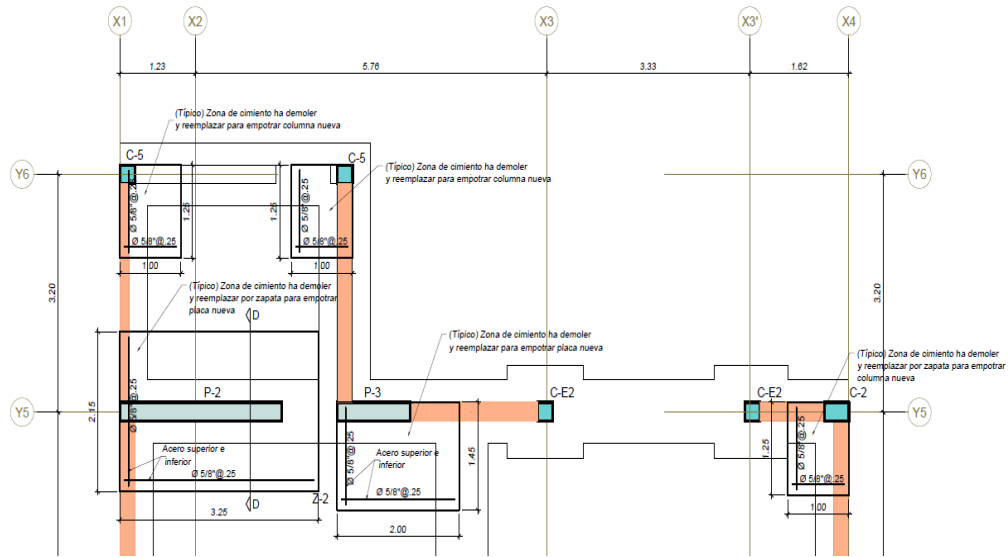 X1
X2
X3
X3'
X4
1.23
5.76
3.33
1.62
(Típico) Zona de cimiento ha demoler
y reemplazar para empotrar columna nueva
C-5
C-5
(Típico) Zona de cimiento ha demoler
y reemplazar para empotrar columna nueva
Y6
Y6
Ø 5/8"@.25
1.25
1.25
Ø 5/8"@.25
Ø 5/8"@.25
Ø 5/8"@.25
1.00
1.00
3.20
3.20
(Típico) Zona de cimiento ha demoler
y reemplazar por zapata para empotrar
placa nueva
D
(Típico) Zona de cimiento ha demoler
y reemplazar para empotrar placa nueva
(Típico) Zona de cimiento ha demoler
y reemplazar por zapata para empotrar
columna nueva
P-2
P-3
C-E2
C-E2
C-2
Y5
Y5
2.15
Ø 5/8"@.25
Acero superior e
inferior
Ø 5/8"@.25
Ø 5/8"@.25
Acero superior e
inferior
Ø 5/8"@.25
1.45
1.25
Ø 5/8"@.25
Ø 5/8"@.25
Z-2
D
3.25
2.00
1.00